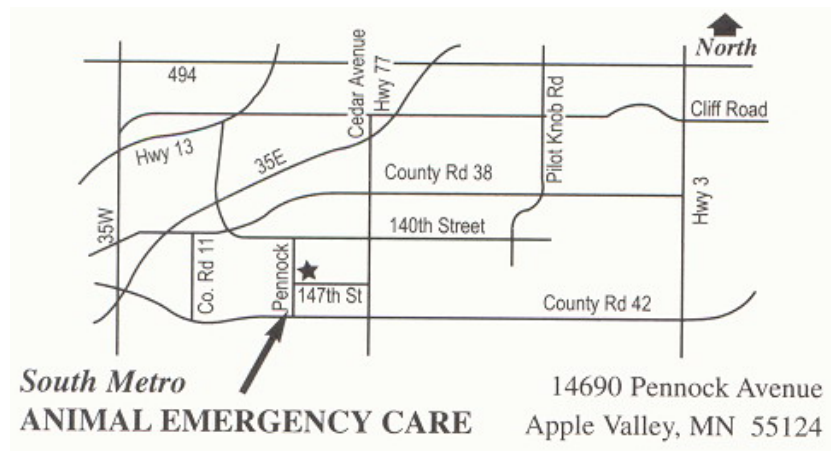 North
494
Cedar Avenue
Hwy 77
Pilot Knob Rd
Cliff Road
Hwy 13
35E
County Rd 38
Hwy 3
35W
140th Street
Co. Rd 11
Pennock
147th St
County Rd 42
South Metro
ANIMAL EMERGENCY CARE
14690 Pennock Avenue
Apple Valley, MN 55124